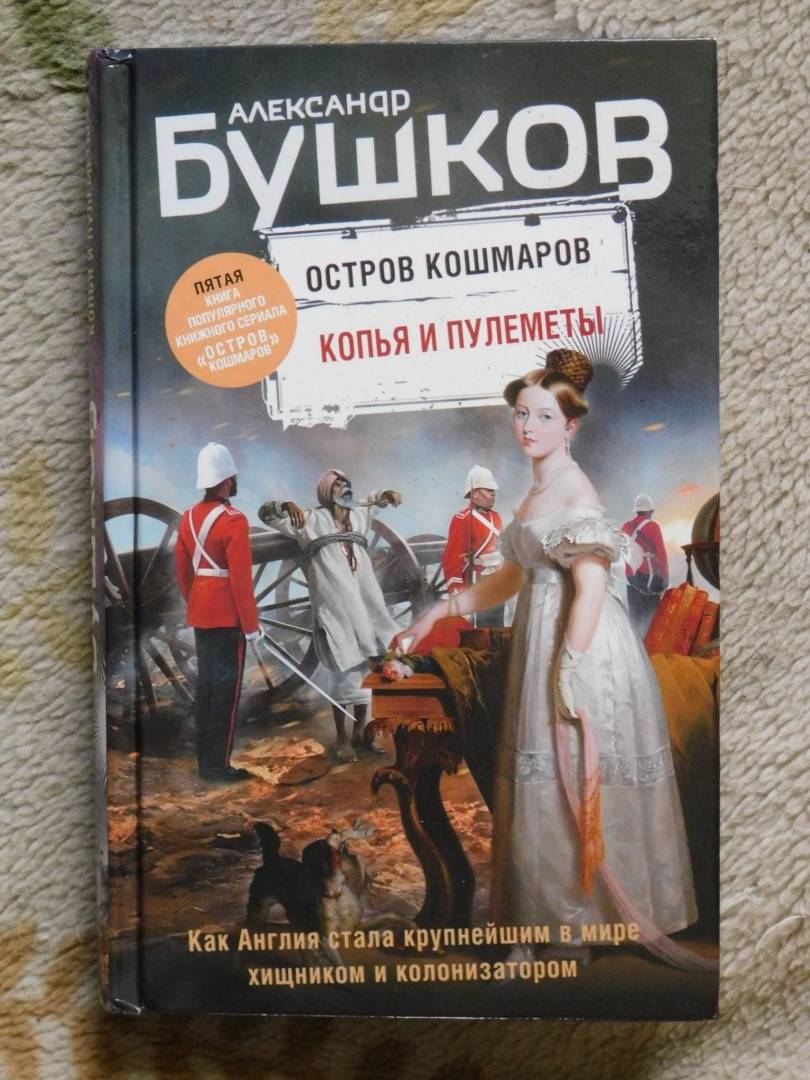 АЛЕКСАНДР
БУШКОВ
ОСТРОВ КОШМАРОВ
КОПЬЯ И ПУЛЕМЕТЫ
ПЯТАЯ
КНИГА
ПОПУЛЯРНОГО
КНИЖНОГО СЕРИАЛА
«ОСТРОВ
КОШМАРОВ»
Как Англия стала крупнейшим в мире
хищником и колонизатором